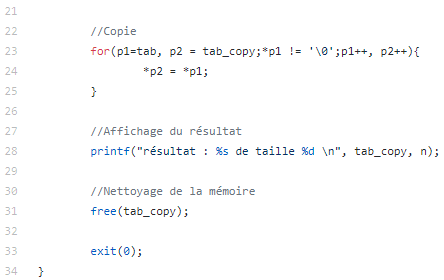 21
22 //Copie
23 for(p1=tab, p2 = tab_copy;*p1 != '\0';p1++, p2++){
24 *p2 = *p1;
25 }
26
27 //Affichage du résultat
28 printf("résultat : %s de taille %d \n", tab_copy, n);
29
30 //Nettoyage de la mémoire
31 free(tab_copy);
32
33 exit(0);
34 }